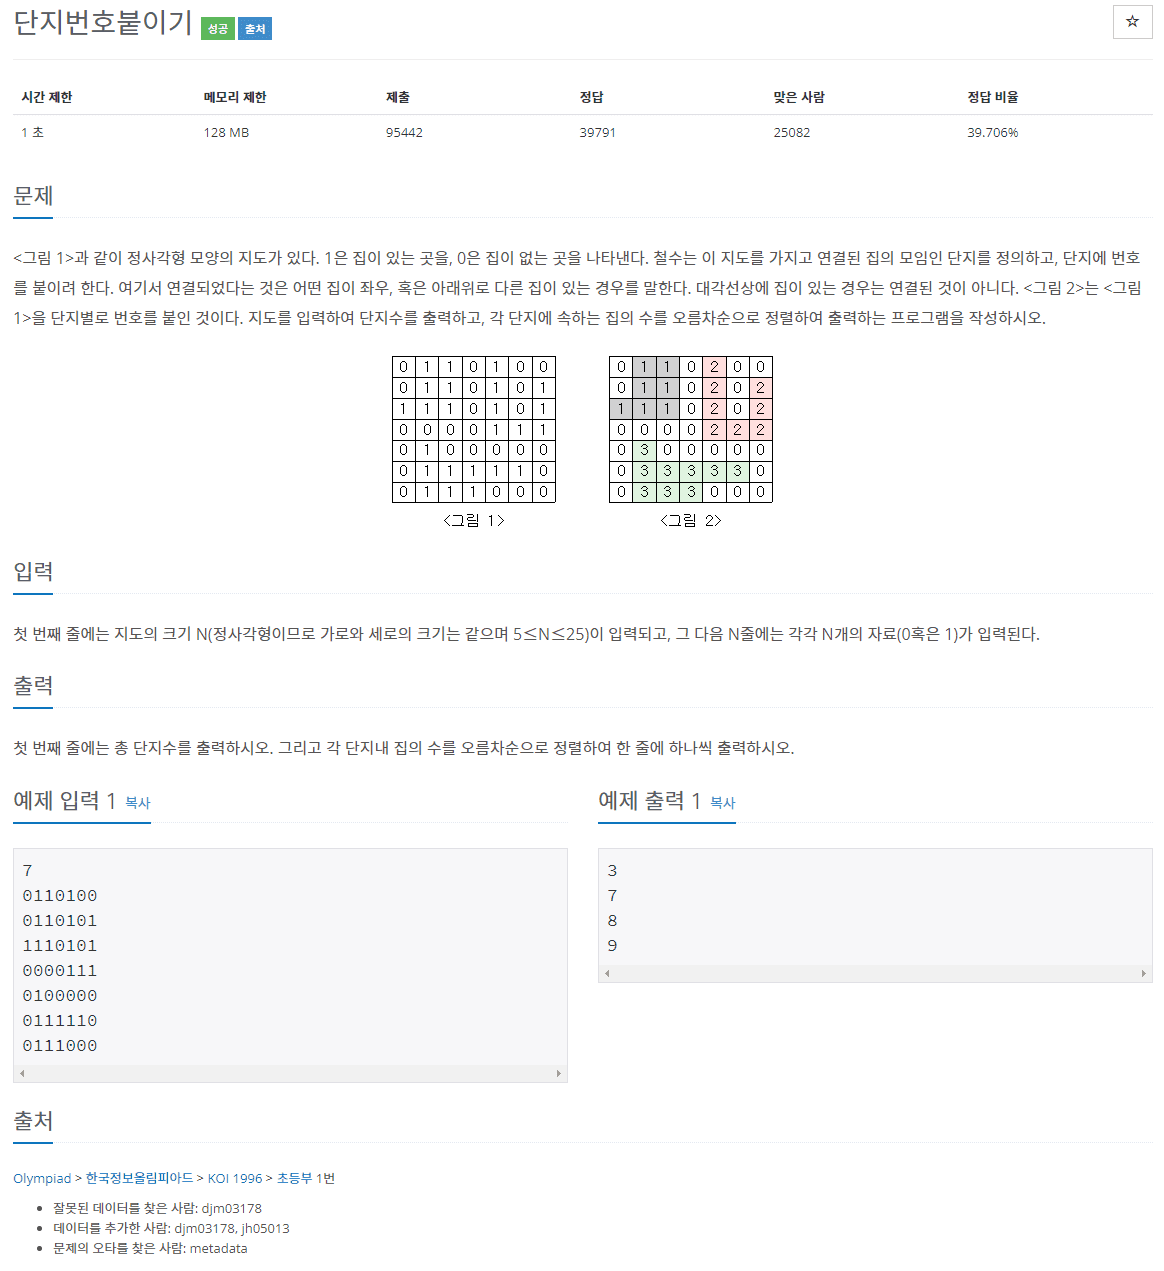 단지번호붙이기 성공 출처
☆
시간 제한 메모리 제한 제출 정답 맞은 사람 정답 비율
1 초 128 MB 95442 39791 25082 39.706%
문제
<그림 1>과 같이 정사각형 모양의 지도가 있다. 1은 집이 있는 곳을, 0은 집이 없는 곳을 나타낸다. 철수는 이 지도를 가지고 연결된 집의 모임인 단지를 정의하고, 단지에 번호
를 붙이려 한다. 여기서 연결되었다는 것은 어떤 집이 좌우, 혹은 아래위로 다른 집이 있는 경우를 말한다. 대각선상에 집이 있는 경우는 연결된 것이 아니다. <그림 2>는 <그림
1>을 단지별로 번호를 붙인 것이다. 지도를 입력하여 단지수를 출력하고, 각 단지에 속하는 집의 수를 오름차순으로 정렬하여 출력하는 프로그램을 작성하시오.
0 1 1 0 1 0 0
0 1 1 0 1 0 1
1 1 1 0 1 0 1
0 0 0 0 1 1 1
0 1 0 0 0 0 0
0 1 1 1 1 1 0
0 1 1 1 0 0 0
<그림 1>
0 1 1 0 2 0 0
0 1 1 0 2 0 2
1 1 1 0 2 0 2
0 0 0 0 2 2 2
0 3 0 0 0 0 0
0 3 3 3 3 3 0
0 3 3 3 0 0 0
<그림 2>
입력
첫 번째 줄에는 지도의 크기 N(정사각형이므로 가로와 세로의 크기는 같으며 5≤N≤25)이 입력되고, 그 다음 N줄에는 각각 N개의 자료(0혹은 1)가 입력된다.
출력
첫 번째 줄에는 총 단지수를 출력하시오. 그리고 각 단지내 집의 수를 오름차순으로 정렬하여 한 줄에 하나씩 출력하시오.
예제 입력 1 복사
7
0110100
0110101
1110101
0000111
0100000
0111110
0111000
예제 출력 1 복사
3
7
8
9
출처
Olympiad > 한국정보올림피아드 > KOI 1996 > 초등부 1번
• 잘못된 데이터를 찾은 사람: djm03178
• 데이터를 추가한 사람: djm03178, jh05013
• 문제의 오타를 찾은 사람: metadata